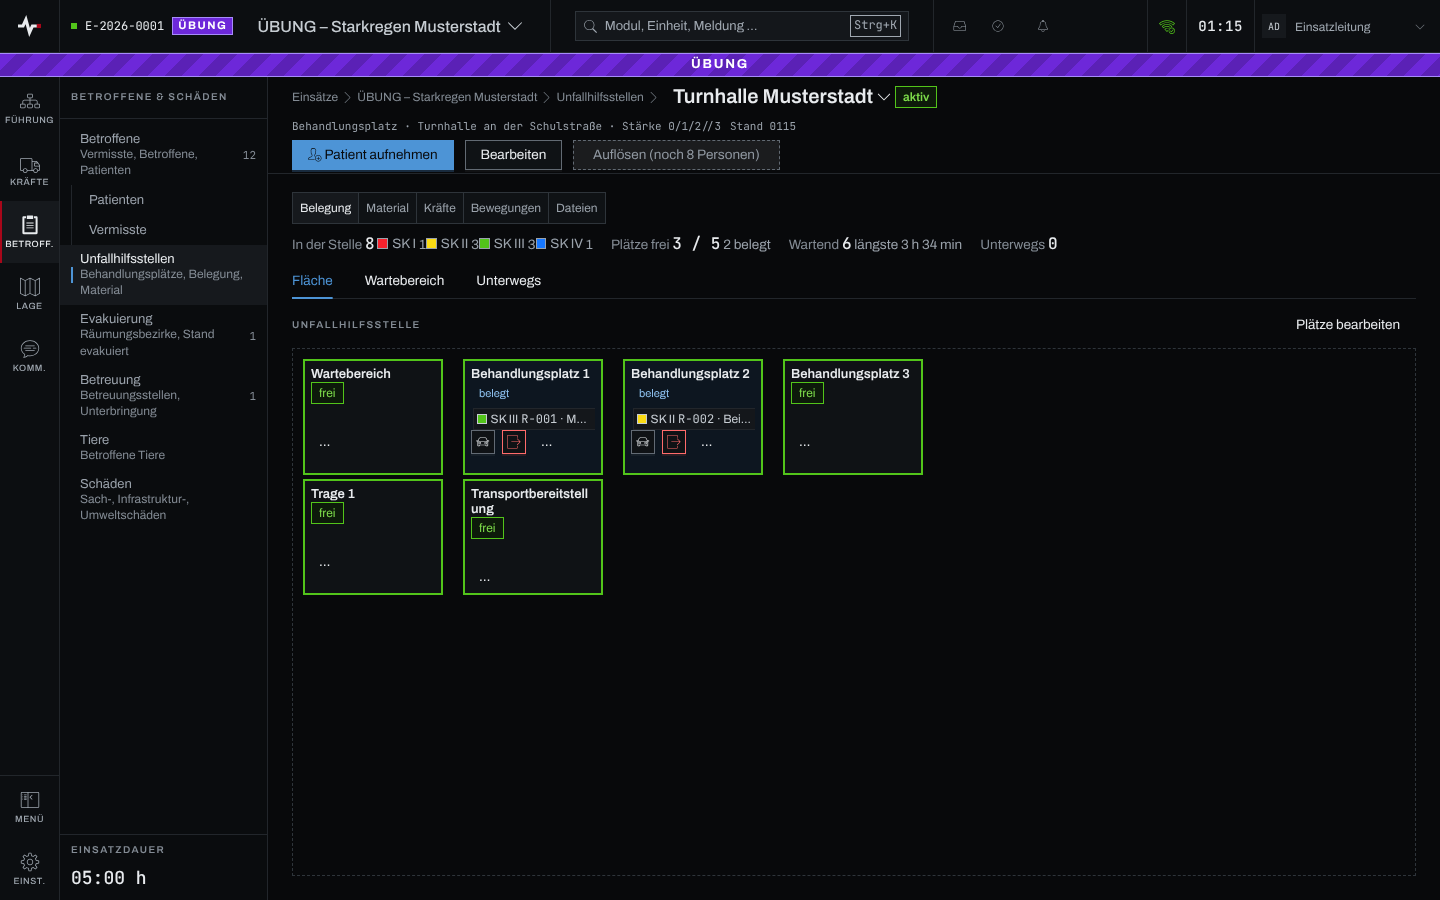 E-2026-0001 ÜBUNG ÜBUNG – Starkregen Musterstadt Modul, Einheit, Meldung ... Strg+K 01:15 AD Einsatzleitung
ÜBUNG
FÜHRUNG
KRÄFTE
BETROFF.
LAGE
KOMM.
MENÜ
EINST.
BETROFFENE & SCHÄDEN
Betroffene
Vermisste, Betroffene, Patienten 12
Patienten
Vermisste
Unfallhilfsstellen
Behandlungsplätze, Belegung,
Material
Evakuierung
Räumungsbezirke, Stand 1
evakuiert
Betreuung
Betreuungsstellen, 1
Unterbringung
Tiere
Betroffene Tiere
Schäden
Sach-, Infrastruktur-,
Umweltschäden
EINSATZDAUER
05:00 h
Einsätze ÜBUNG – Starkregen Musterstadt Unfallhilfsstellen Turnhalle Musterstadt aktiv
Behandlungsplatz · Turnhalle an der Schulstraße · Stärke 0/1/2//3 Stand 0115
Patient aufnehmen Bearbeiten Auflösen (noch 8 Personen)
Belegung Material Kräfte Bewegungen Dateien
In der Stelle 8 SK I 1 SK II 3 SK III 3 SK IV 1 Plätze frei 3 / 5 2 belegt Wartend 6 längste 3 h 34 min Unterwegs 0
Fläche Wartebereich Unterwegs
UNFALLHILFSSTELLE Plätze bearbeiten
Wartebereich
frei
...
Behandlungsplatz 1
belegt
SK III R-001 · M...
...
Behandlungsplatz 2
belegt
SK II R-002 · Bei...
...
Behandlungsplatz 3
frei
...
Trage 1
frei
...
Transportbereitstell
ung
frei
...